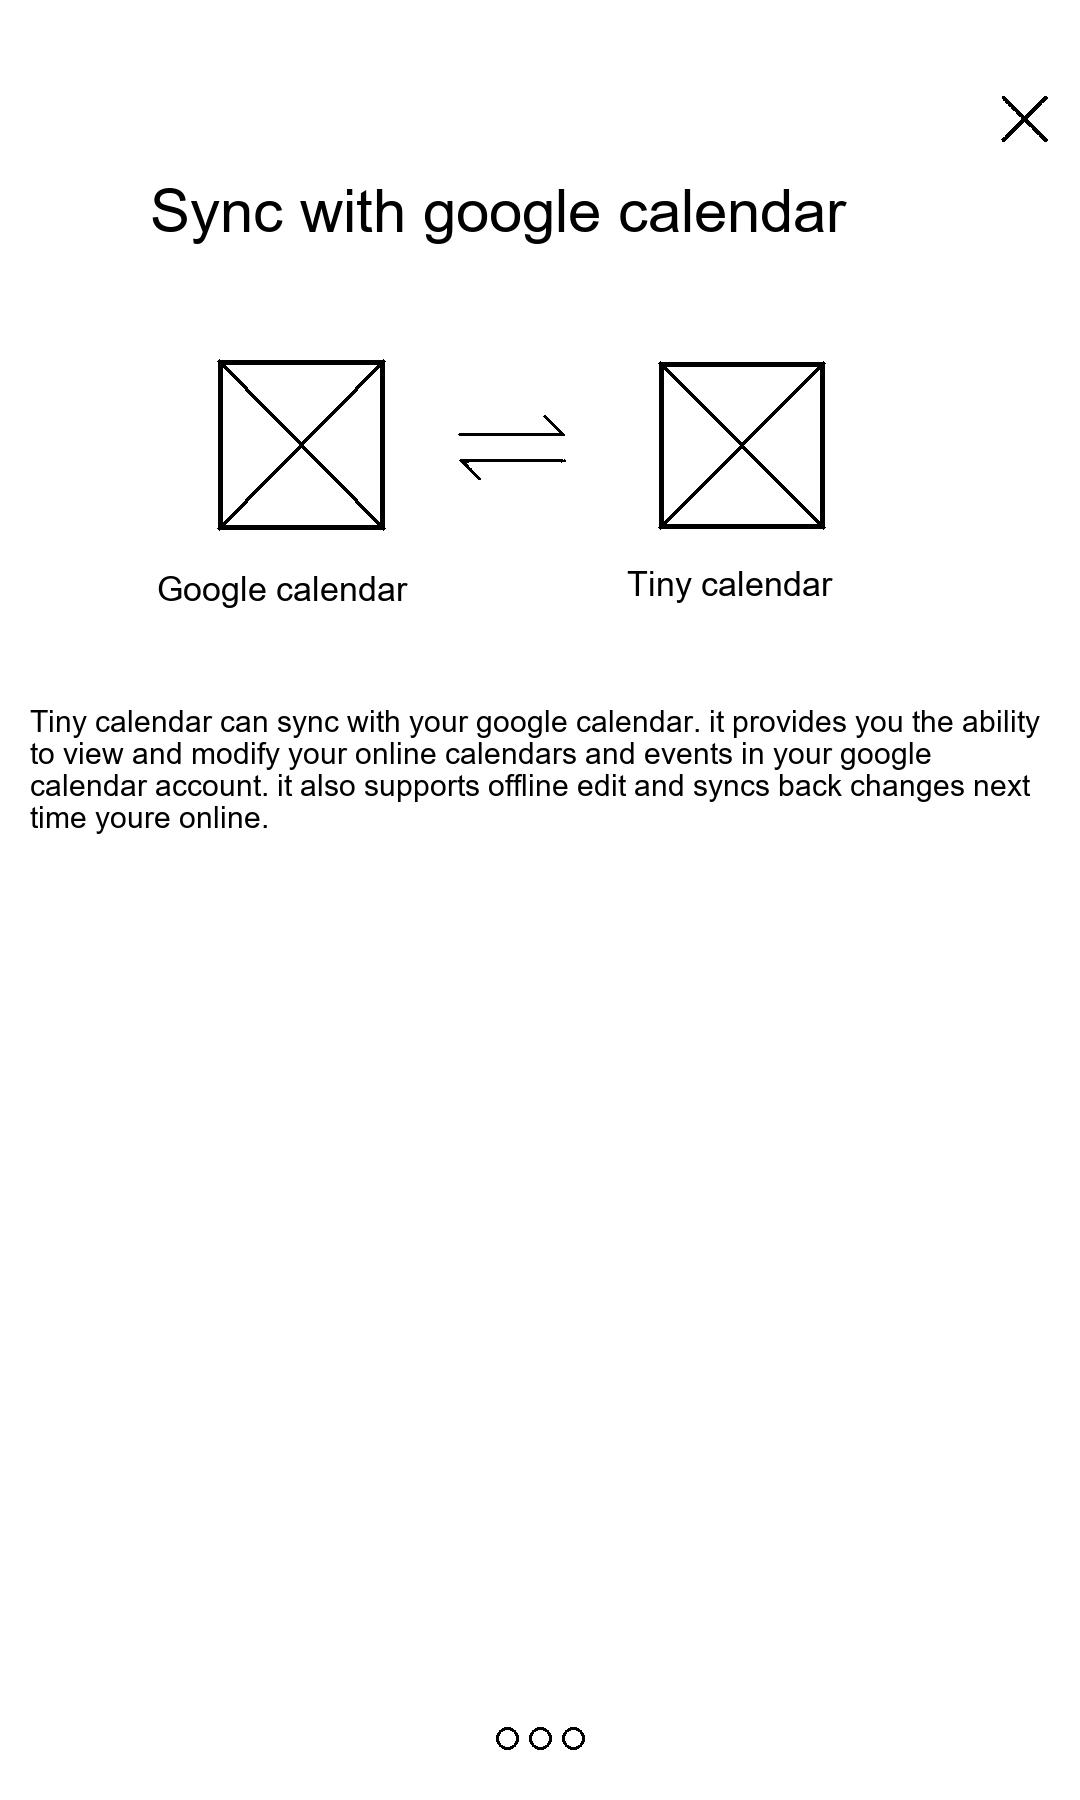 Sync with google calendar
Google calendar
Tiny calendar
Tiny calendar can sync with your google calendar. it provides you the ability
to view and modify your online calendars and events in your google
calendar account. it also supports offline edit and syncs back changes next
time youre online.